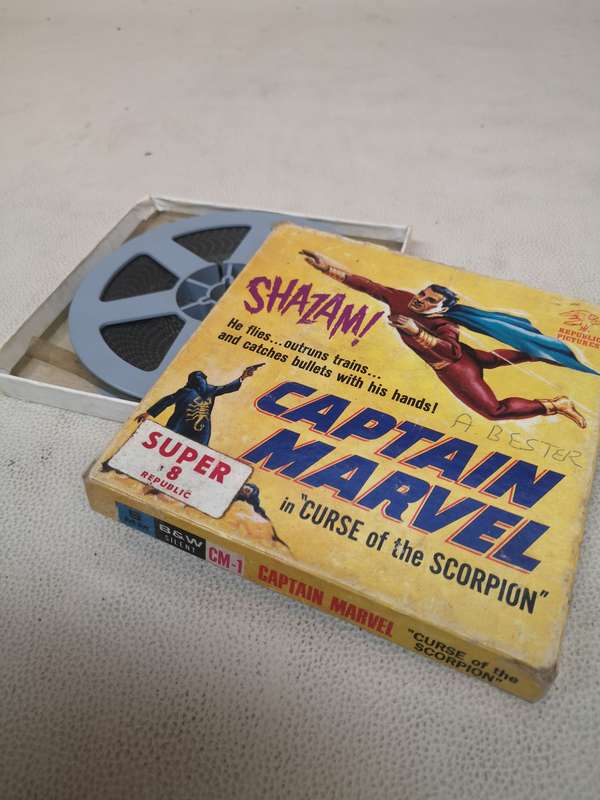 SHAZAM!
REPUBLIC
PICTURES
He flies...outruns trains...
and catches bullets with his hands!
CAPTAIN
MARVEL
A. BESTER
in "CURSE of the SCORPION"
SUPER
8
REPUBLIC
B&W
SILENT
CM-1
CAPTAIN MARVEL
"CURSE of the
SCORPION"